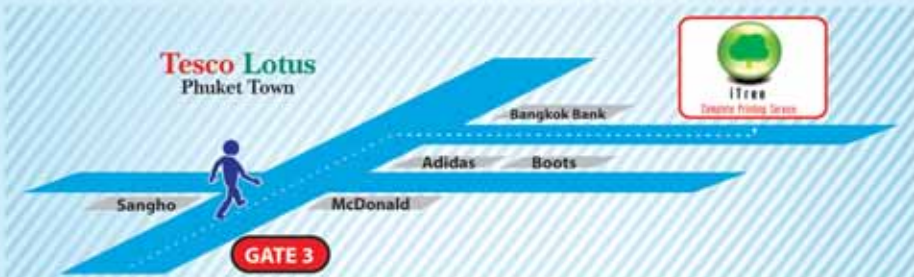 Tesco Lotus
Phuket Town
Bangkok Bank
iTree
Complete Printing Service
Adidas
Boots
Sangho
McDonald
GATE 3